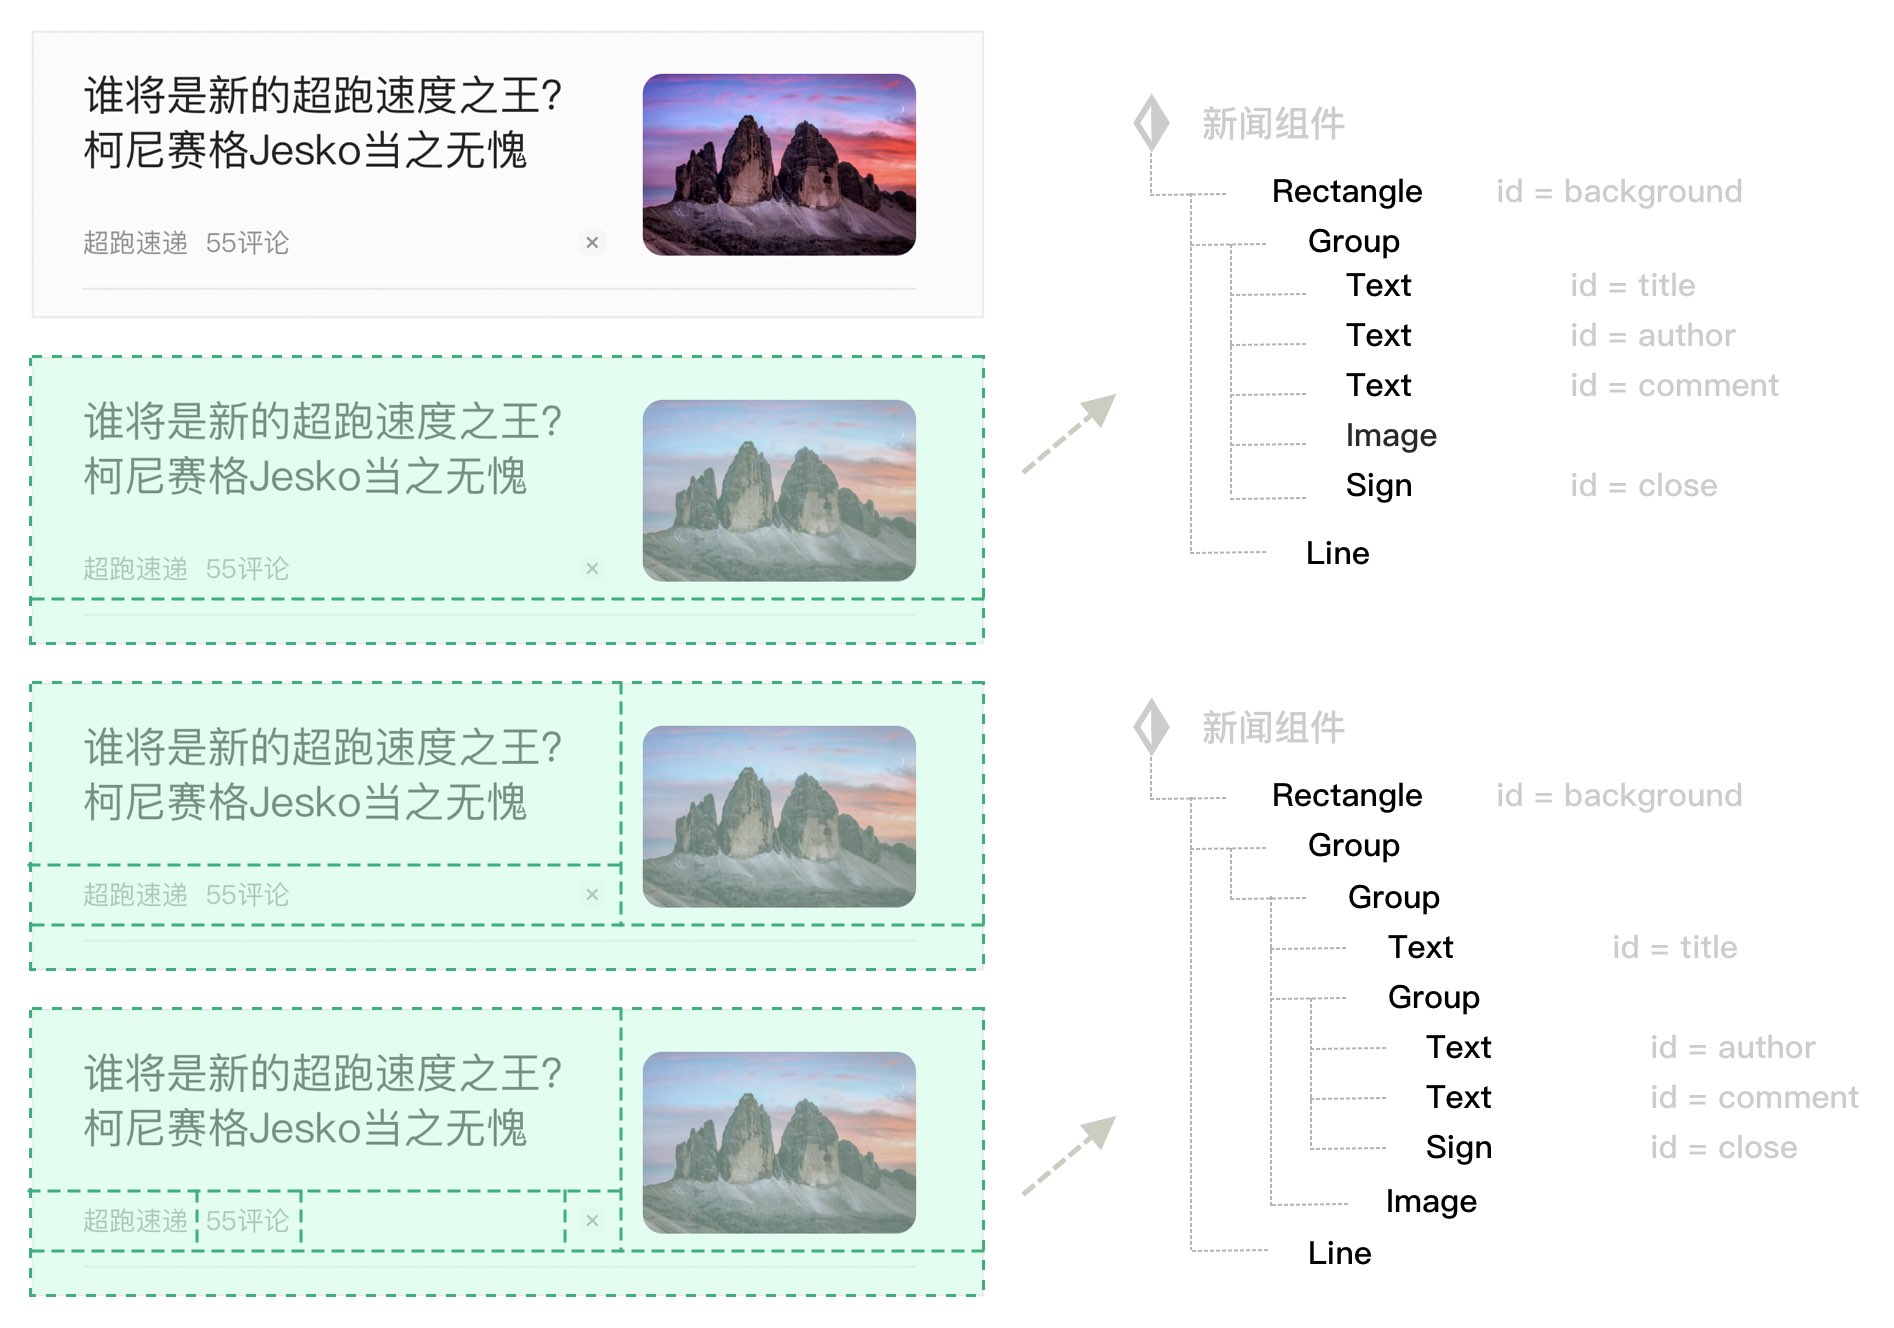 谁将是新的超跑速度之王?
柯尼赛格Jesko当之无愧
超跑速递 55评论
×
谁将是新的超跑速度之王?
柯尼赛格Jesko当之无愧
超跑速递 55评论
×
谁将是新的超跑速度之王?
柯尼赛格Jesko当之无愧
超跑速递 55评论
×
谁将是新的超跑速度之王?
柯尼赛格Jesko当之无愧
超跑速递 55评论
×
新闻组件
Rectangle id = background
Group
Text id = title
Text id = author
Text id = comment
Image
Sign id = close
Line
新闻组件
Rectangle id = background
Group
Group
Text id = title
Group
Text id = author
Text id = comment
Sign id = close
Image
Line